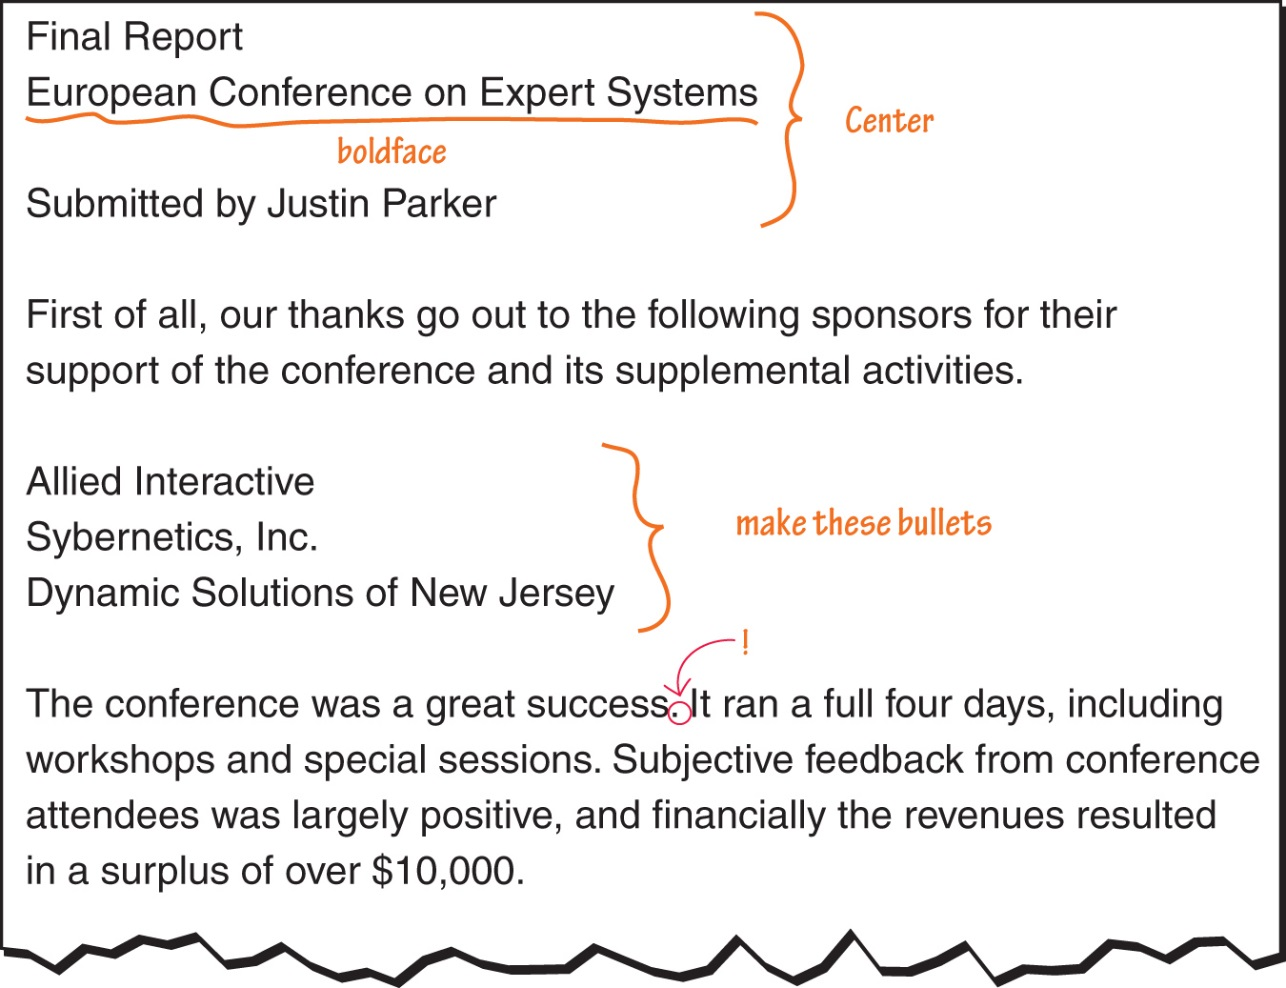 Final Report
European Conference on Expert Systems
Center
boldface
Submitted by Justin Parker
First of all, our thanks go out to the following sponsors for their
support of the conference and its supplemental activities.
Allied Interactive
Sybernetics, Inc.
make these bullets
Dynamic Solutions of New Jersey
!
The conference was a great success. It ran a full four days, including
workshops and special sessions. Subjective feedback from conference
attendees was largely positive, and financially the revenues resulted
in a surplus of over $10,000.